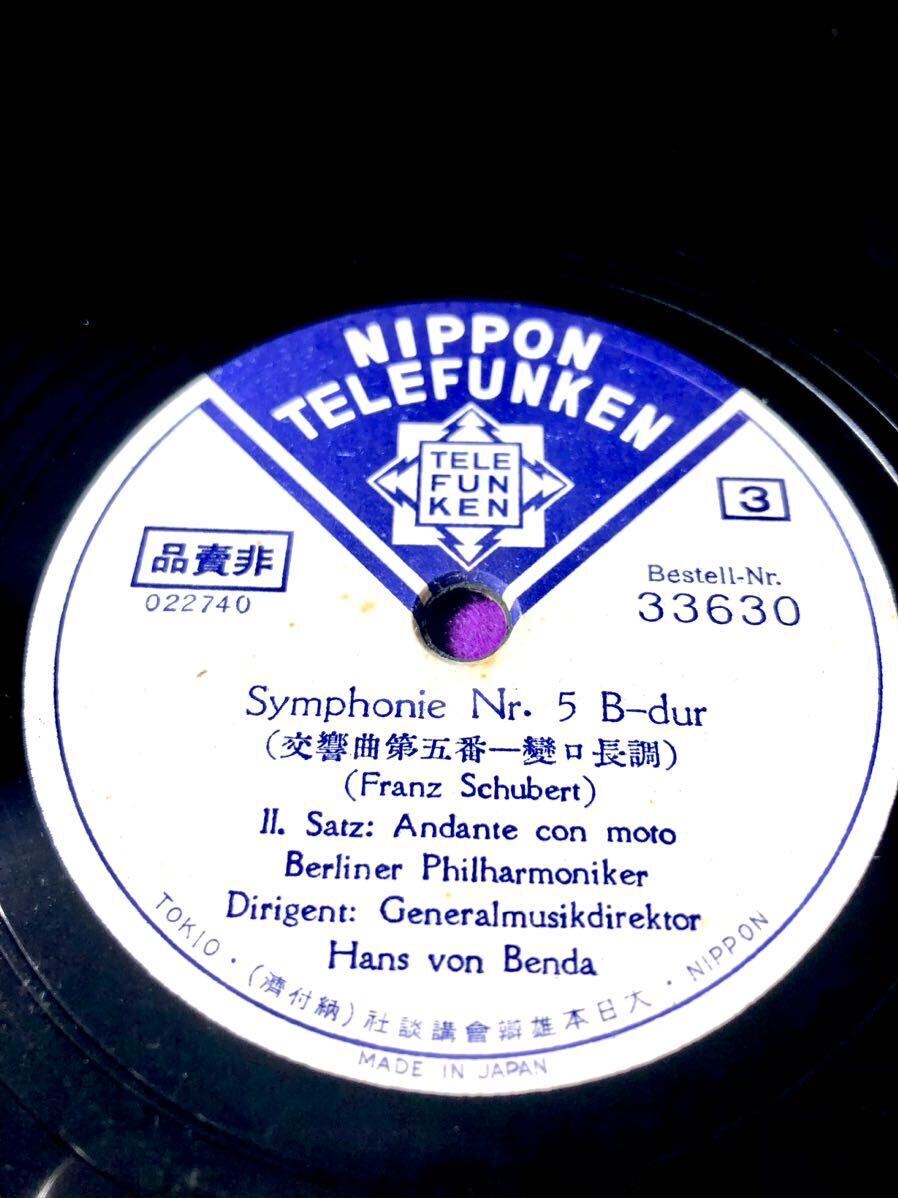 NIPPON
TELEFUNKEN
TELE
FUN
KEN
3
品賣非
022740
Bestell-Nr.
33630
Symphonie Nr. 5 B-dur
(交響曲第五番—變ロ長調)
(Franz Schubert)
II. Satz: Andante con moto
Berliner Philharmoniker
Dirigent: Generalmusikdirektor
Hans von Benda
TOKIO・(濟付納)社談講會辯雄本日大・NIPPON
MADE IN JAPAN